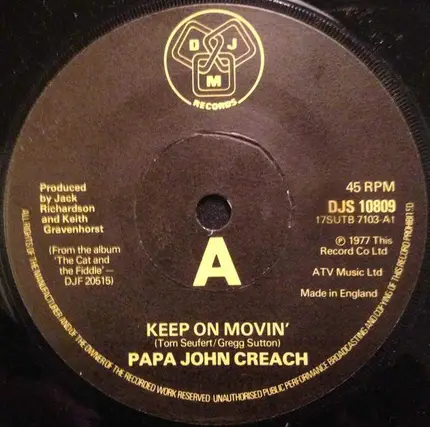 D J
M
RECORDS
Produced
by Jack
Richardson
and Keith
Gravenhorst
(From the album
'The Cat and
the Fiddle'—
DJF 20515)
45 RPM
DJS 10809
17SUTB 7103-A1
℗ 1977 This
Record Co Ltd
ATV Music Ltd
Made in England
A
KEEP ON MOVIN'
(Tom Seufert/Gregg Sutton)
PAPA JOHN CREACH
ALL RIGHTS OF THE MANUFACTURER AND OF THE OWNER OF THE RECORDED WORK RESERVED UNAUTHORISED PUBLIC PERFORMANCE BROADCASTING AND COPYING OF THIS RECORD PROHIBITED